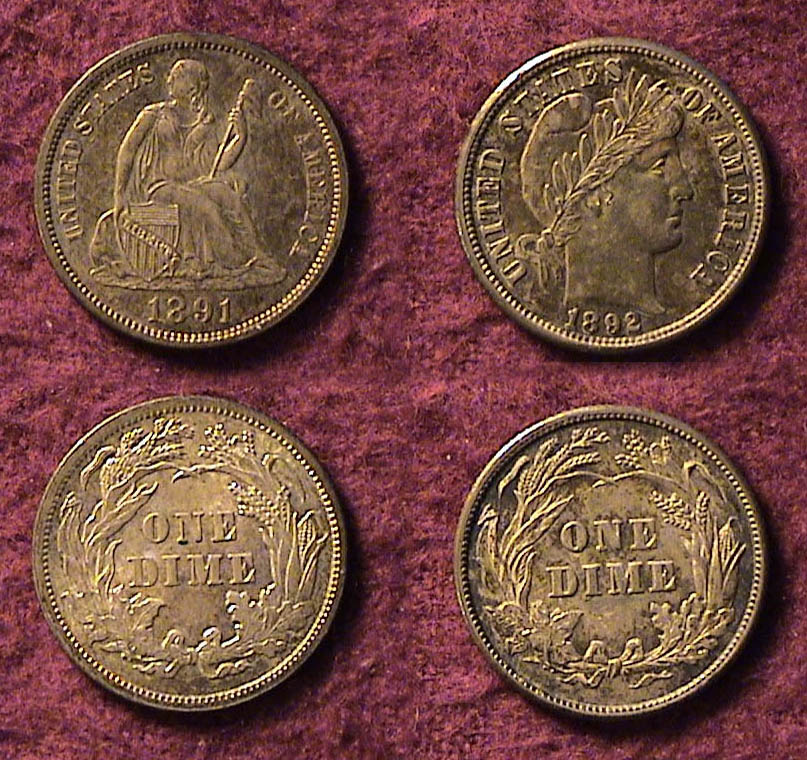 UNITED STATES OF AMERICA
1891
UNITED STATES OF AMERICA
1892
ONE
DIME
ONE
DIME